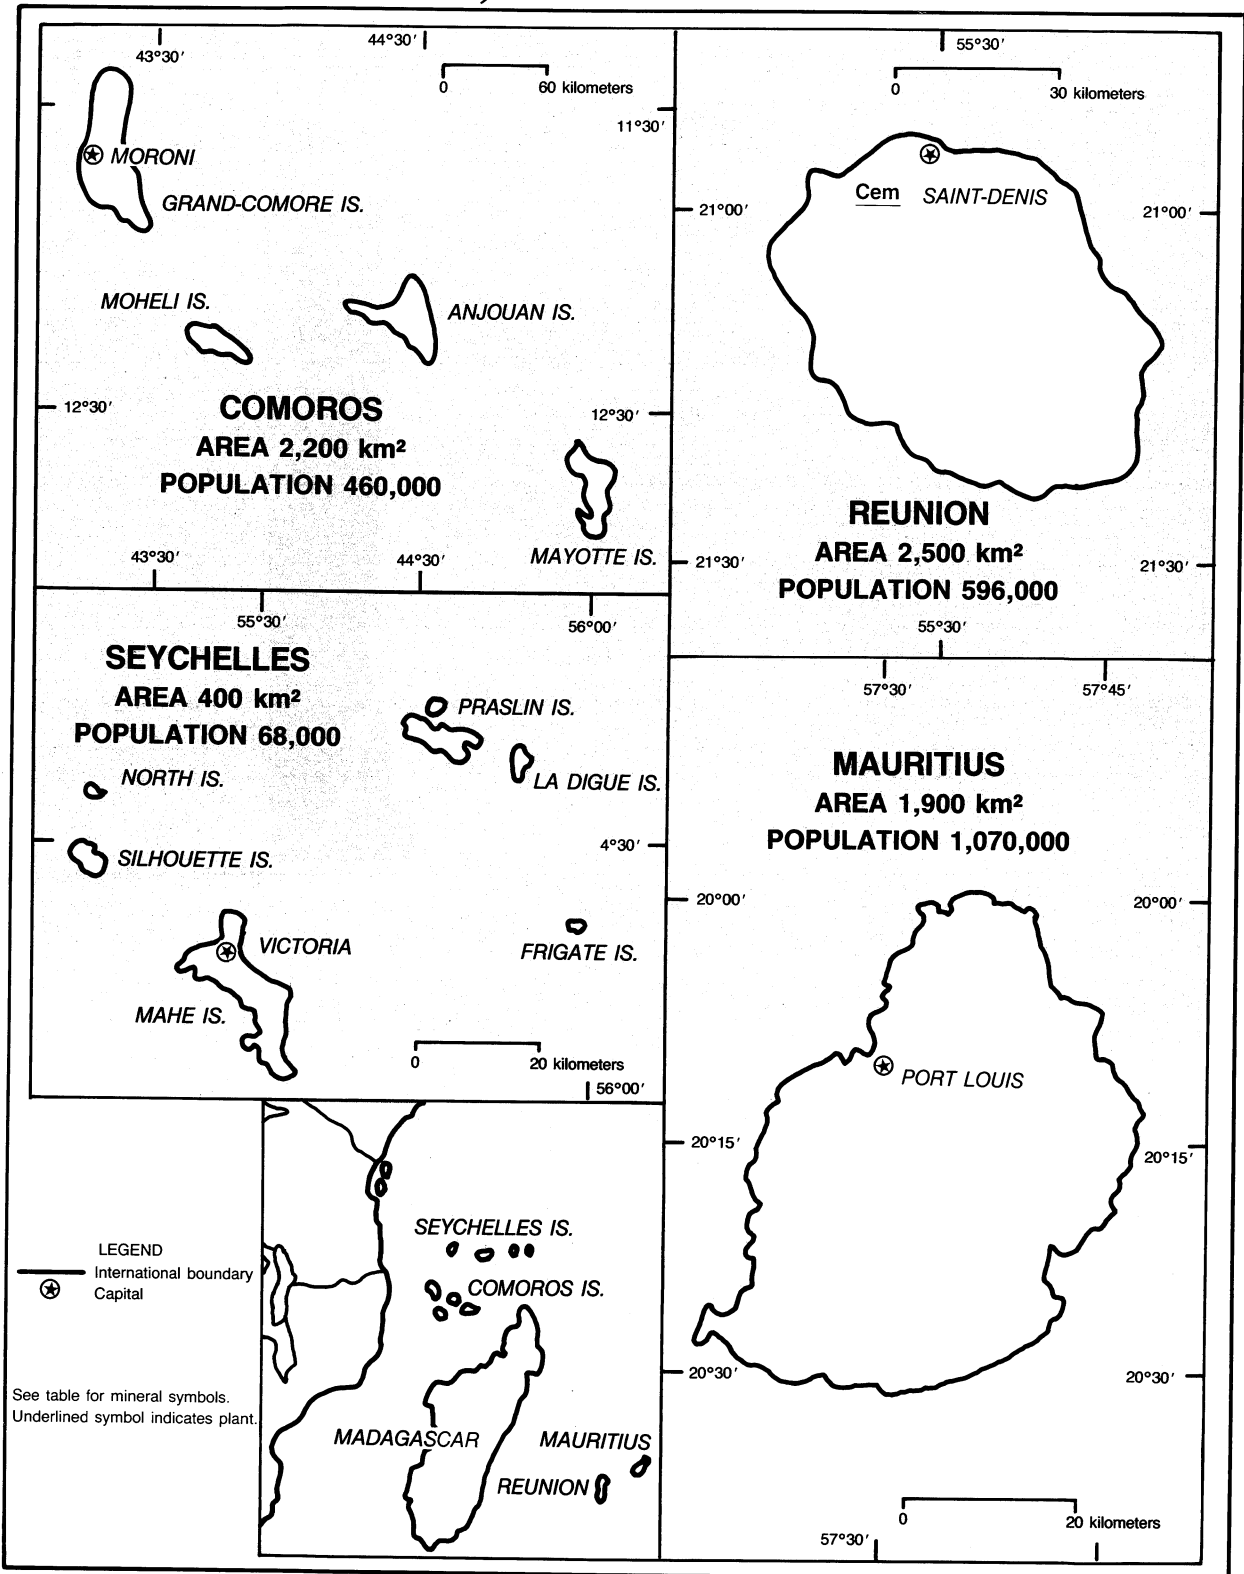 43°30′
44°30′
0 60 kilometers
11°30′
MORONI
GRAND-COMORE IS.
MOHELI IS.
ANJOUAN IS.
12°30′
12°30′
COMOROS
AREA 2,200 km²
POPULATION 460,000
MAYOTTE IS.
43°30′
44°30′
55°30′
0 30 kilometers
Cem SAINT-DENIS
21°00′
21°00′
REUNION
AREA 2,500 km²
POPULATION 596,000
21°30′
21°30′
55°30′
55°30′
56°00′
SEYCHELLES
AREA 400 km²
POPULATION 68,000
PRASLIN IS.
NORTH IS.
LA DIGUE IS.
4°30′
SILHOUETTE IS.
VICTORIA
FRIGATE IS.
MAHE IS.
0 20 kilometers
56°00′
57°30′
57°45′
MAURITIUS
AREA 1,900 km²
POPULATION 1,070,000
20°00′
20°00′
PORT LOUIS
20°15′
20°15′
20°30′
20°30′
0 20 kilometers
57°30′
LEGEND
International boundary
Capital
See table for mineral symbols.
Underlined symbol indicates plant.
SEYCHELLES IS.
COMOROS IS.
MADAGASCAR
MAURITIUS
REUNION